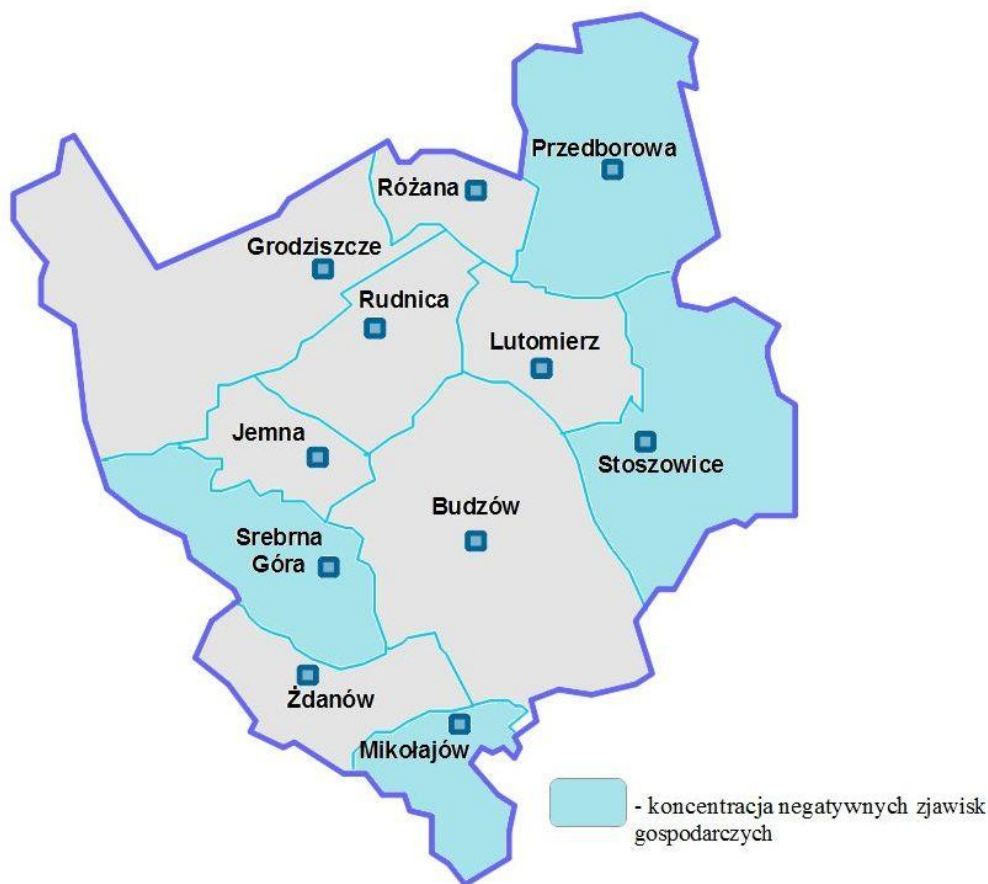 Przedborowa
Różana
Grodziszcze
Rudnica
Lutomierz
Jemna
Stoszowice
Budzów
Srebrna
Góra
Żdanów
Mikołajów
- koncentracja negatywnych zjawisk
gospodarczych